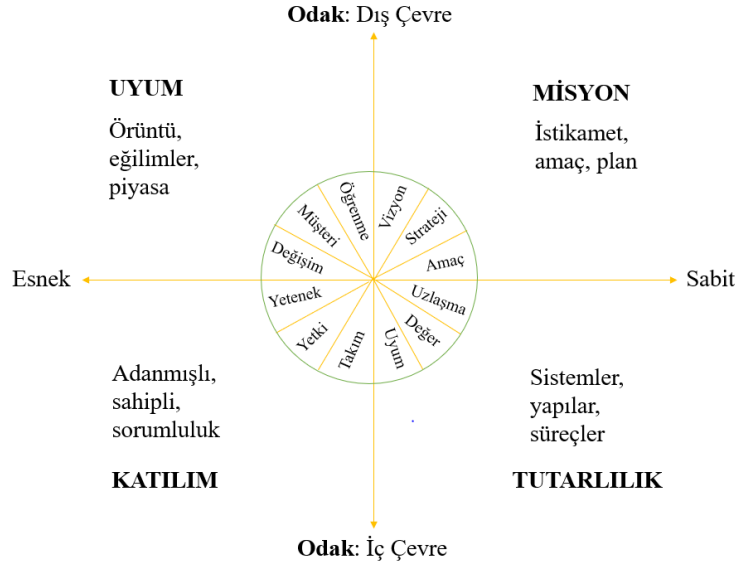 Odak: Dış Çevre
UYUM
Örüntü,
eğilimler,
piyasa
MİSYON
İstikamet,
amaç, plan
Öğrenme
Vizyon
Müşteri
Strateji
Değişim
Amaç
Esnek
Sabit
Yetenek
Uzlaşma
Yetki
Değer
Takım
Uyum
Adanmışlı,
sahipli,
sorumluluk
KATILIM
Sistemler,
yapılar,
süreçler
TUTARLILIK
Odak: İç Çevre